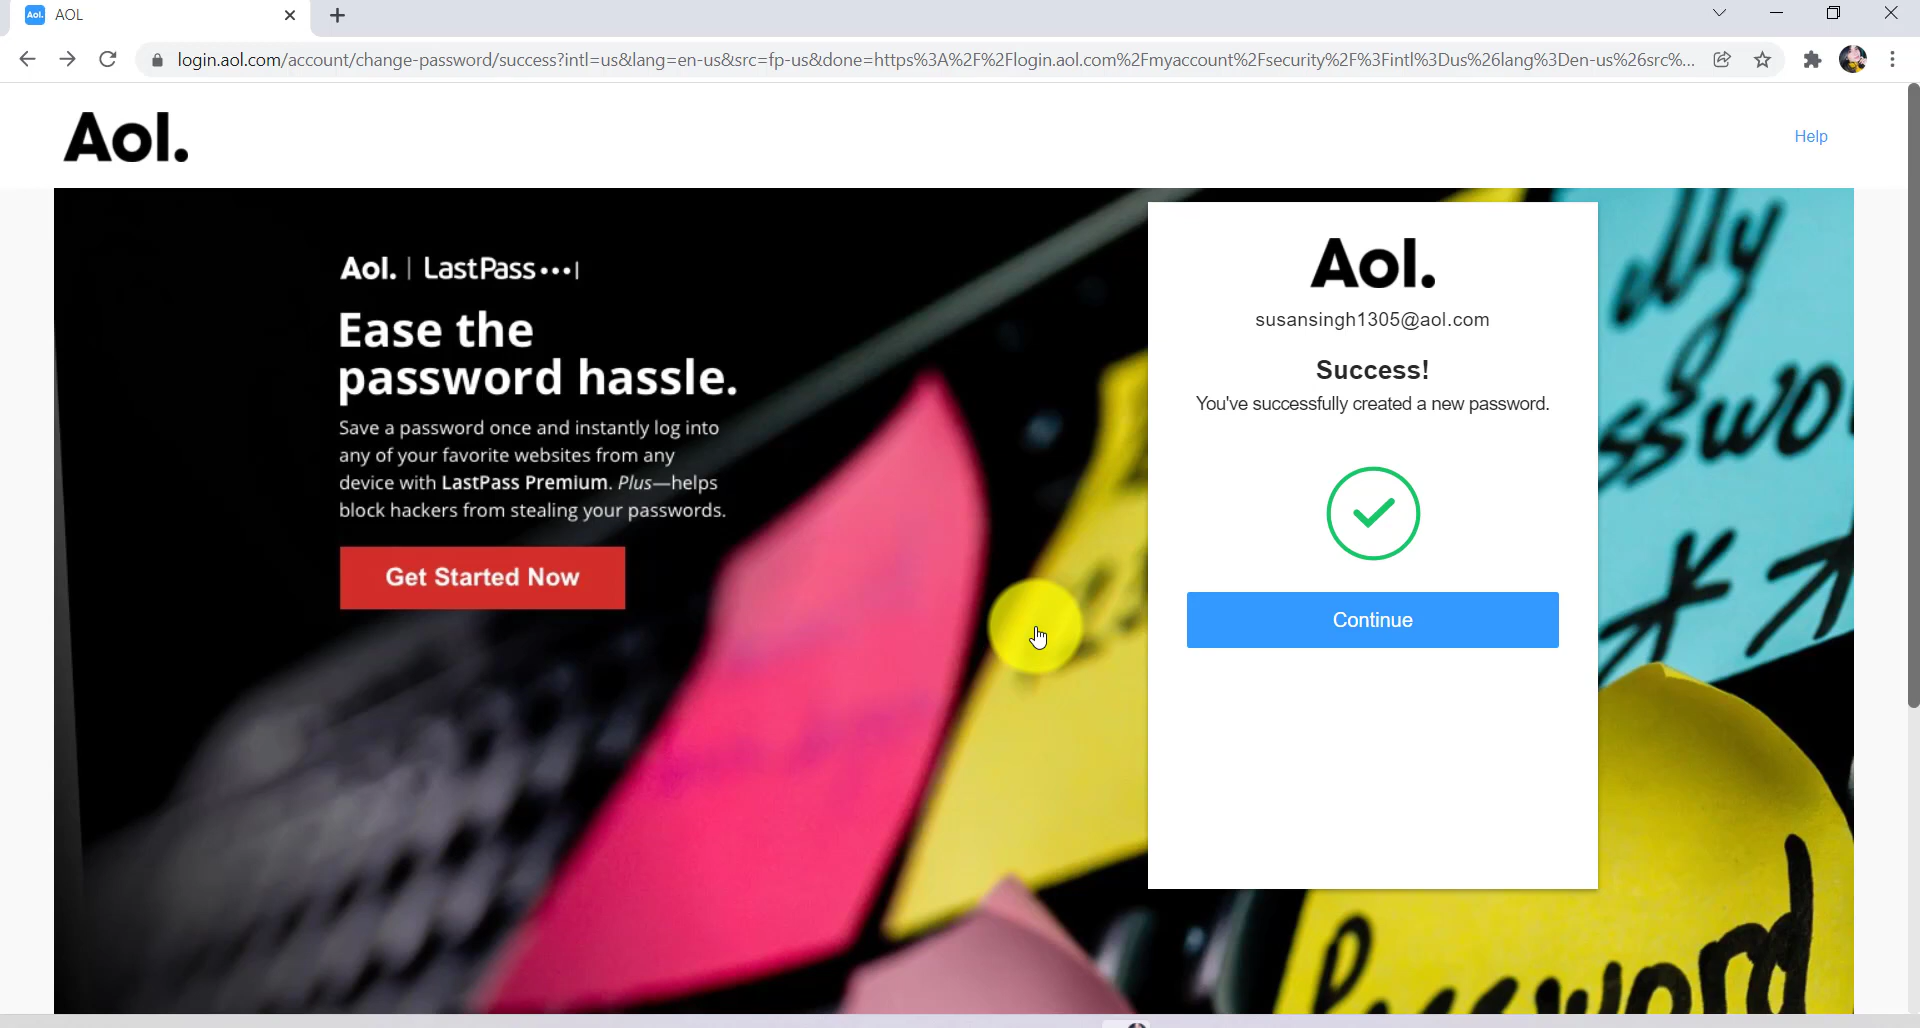 Aol. AOL
login.aol.com/account/change-password/success?intl=us&lang=en-us&src=fp-us&done=https%3A%2F%2Flogin.aol.com%2Fmyaccount%2Fsecurity%2F%3Fintl%3Dus%26lang%3Den-us%26src%...
Aol.
Help
Aol. | LastPass
Ease the
password hassle.
Save a password once and instantly log into
any of your favorite websites from any
device with LastPass Premium. Plus—helps
block hackers from stealing your passwords.
Get Started Now
Aol.
susansingh1305@aol.com
Success!
You've successfully created a new password.
Continue